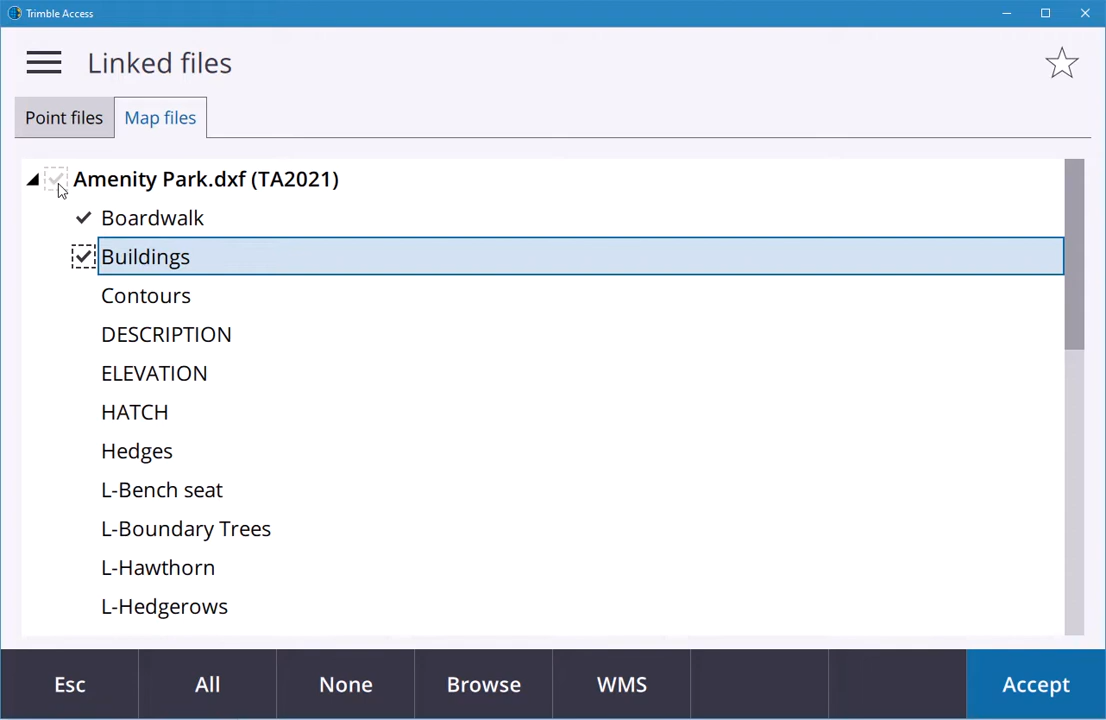 Trimble Access
Linked files
Point files
Map files
Amenity Park.dxf (TA2021)
Boardwalk
Buildings
Contours
DESCRIPTION
ELEVATION
HATCH
Hedges
L-Bench seat
L-Boundary Trees
L-Hawthorn
L-Hedgerows
Esc
All
None
Browse
WMS
Accept